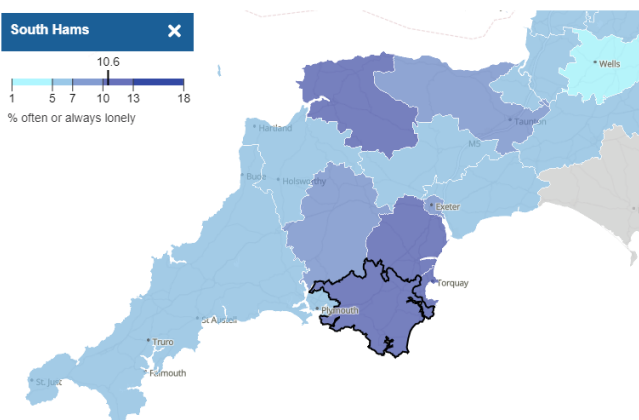 South Hams
10.6
1 5 7 10 13 18
% often or always lonely
Wells
Hartland
Taunton
M5
Bude
Holsworthy
Exeter
Torquay
Plymouth
St Austell
Truro
Falmouth
St. Just